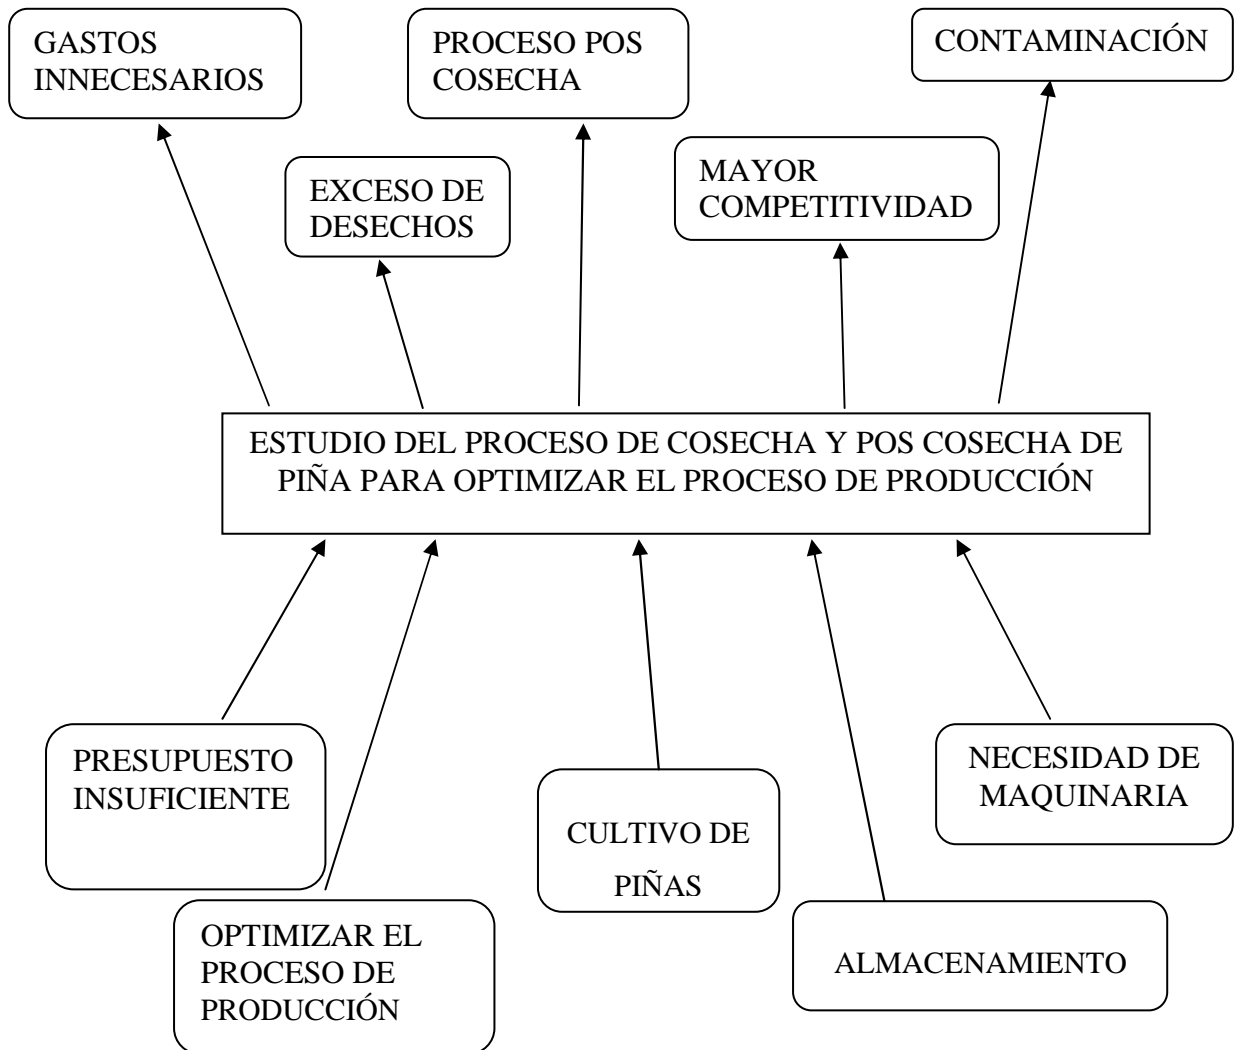 GASTOS
INNECESARIOS
PROCESO POS
COSECHA
CONTAMINACIÓN
EXCESO DE
DESECHOS
MAYOR
COMPETITIVIDAD
ESTUDIO DEL PROCESO DE COSECHA Y POS COSECHA DE
PIÑA PARA OPTIMIZAR EL PROCESO DE PRODUCCIÓN
PRESUPUESTO
INSUFICIENTE
CULTIVO DE
PIÑAS
NECESIDAD DE
MAQUINARIA
OPTIMIZAR EL
PROCESO DE
PRODUCCIÓN
ALMACENAMIENTO